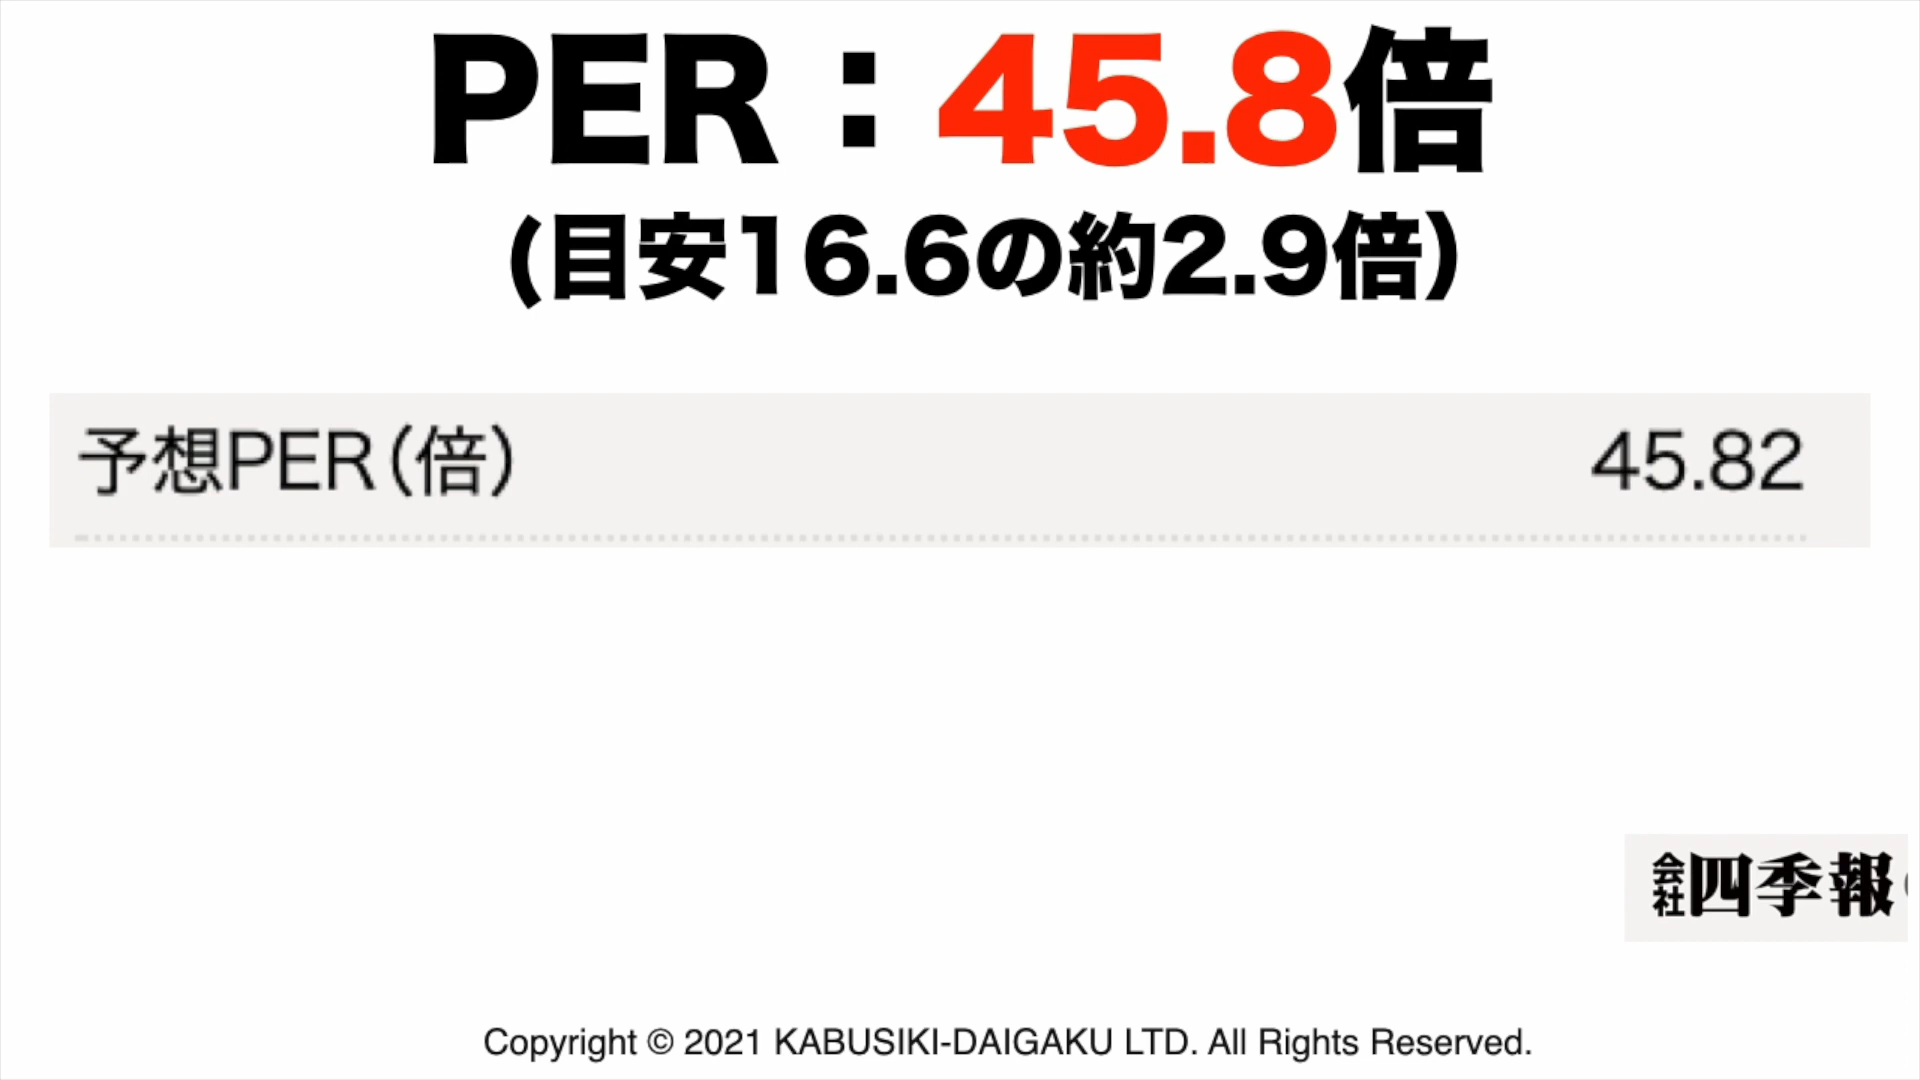 PER：45.8倍
(目安16.6の約2.9倍)
予想PER(倍) 45.82
会社四季報
Copyright © 2021 KABUSIKI-DAIGAKU LTD. All Rights Reserved.